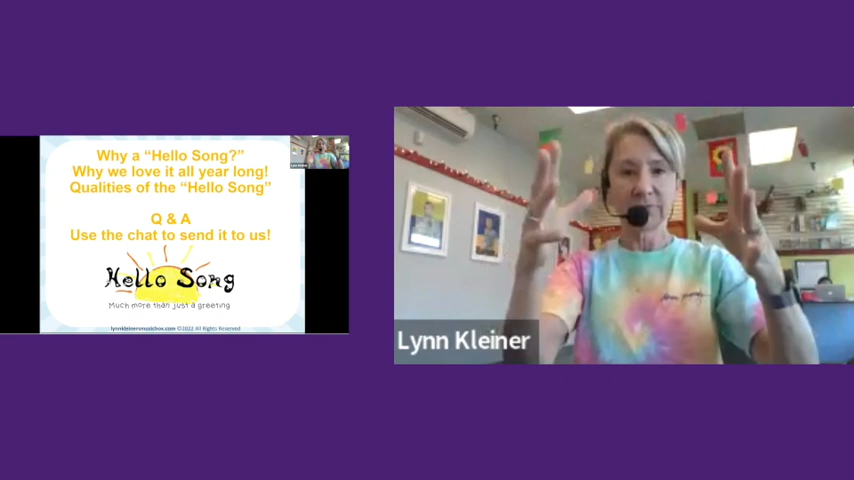 Why a “Hello Song?”
Why we love it all year long!
Qualities of the “Hello Song”
Q & A
Use the chat to send it to us!
Hello Song
Much more than just a greeting
lynnkleinersmusicbox.com ©2022 All Rights Reserved
Lynn Kleiner